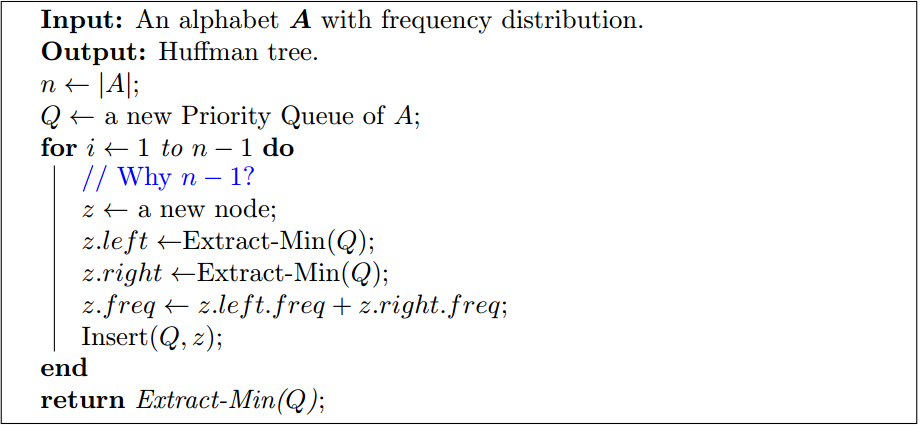 Input: An alphabet A with frequency distribution.
Output: Huffman tree.
n ← |A|;
Q ← a new Priority Queue of A;
for i ← 1 to n − 1 do
// Why n − 1?
z ← a new node;
z.left ←Extract-Min(Q);
z.right ←Extract-Min(Q);
z.freq ← z.left.freq + z.right.freq;
Insert(Q, z);
end
return Extract-Min(Q);